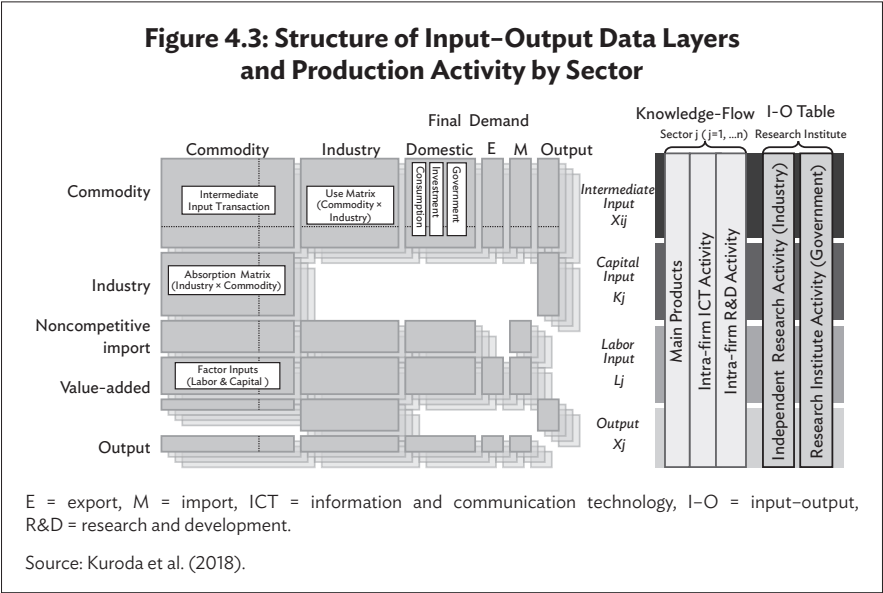 Figure 4.3: Structure of Input–Output Data Layers
and Production Activity by Sector
Final Demand
Commodity
Industry
Domestic
E
M
Output
Commodity
Intermediate
Input Transaction
Use Matrix
(Commodity ×
Industry)
Consumption
Investment
Government
Industry
Absorption Matrix
(Industry × Commodity)
Noncompetitive
import
Value-added
Factor Inputs
(Labor & Capital )
Output
Knowledge-Flow
I–O Table
Sector j ( j=1, ...n)
Research Institute
Intermediate
Input
Xij
Capital
Input
Kj
Labor
Input
Lj
Output
Xj
Main Products
Intra-firm ICT Activity
Intra-firm R&D Activity
Independent Research Activity (Industry)
Research Institute Activity (Government)
E = export, M = import, ICT = information and communication technology, I–O = input–output,
R&D = research and development.
Source: Kuroda et al. (2018).